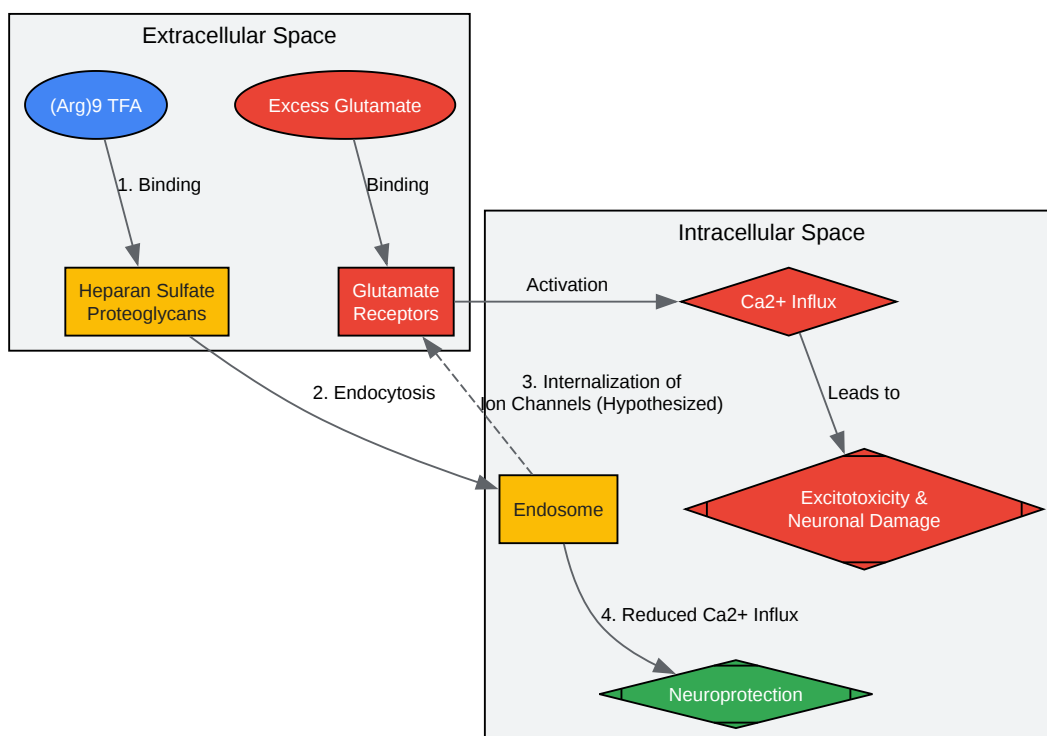 Extracellular Space
(Arg)9 TFA
Excess Glutamate
1. Binding
Binding
Heparan Sulfate
Proteoglycans
Glutamate
Receptors
Intracellular Space
Activation
Ca2+ Influx
2. Endocytosis
3. Internalization of
Ion Channels (Hypothesized)
Leads to
Endosome
Excitotoxicity &
Neuronal Damage
4. Reduced Ca2+ Influx
Neuroprotection